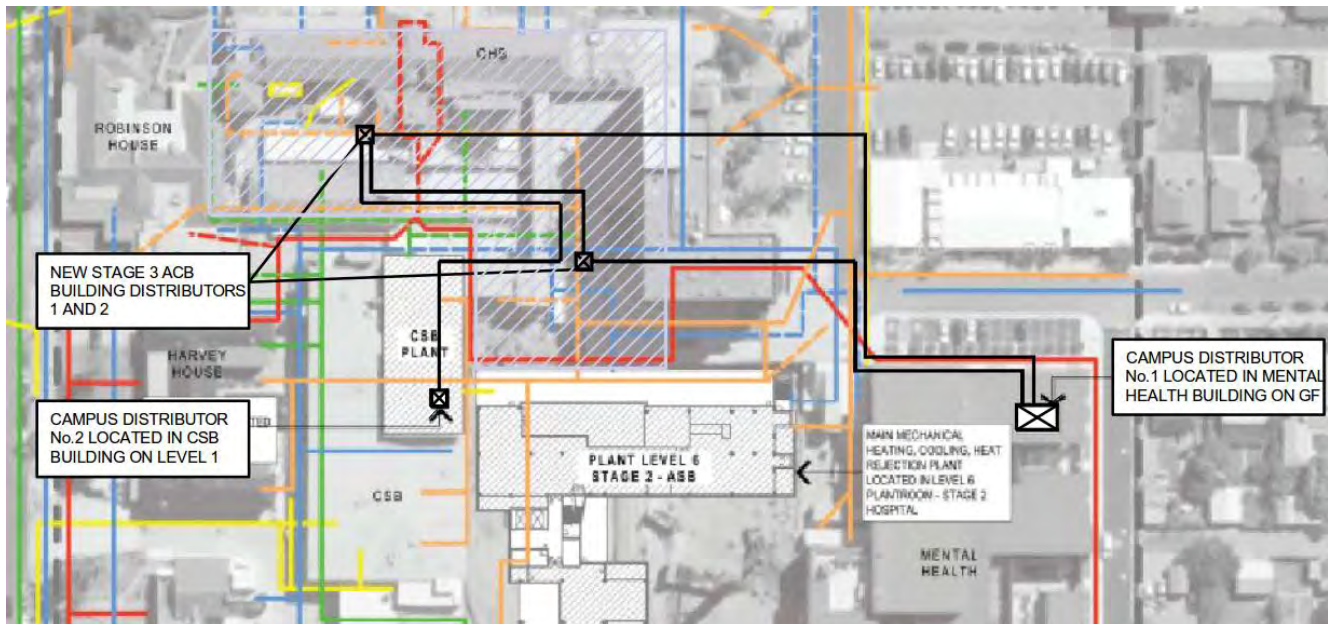 CHS
ROBINSON
HOUSE
NEW STAGE 3 ACB
BUILDING DISTRIBUTORS
1 AND 2
CSB
PLANT
HARVEY
HOUSE
CAMPUS DISTRIBUTOR
No.1 LOCATED IN MENTAL
HEALTH BUILDING ON GF
CAMPUS DISTRIBUTOR
No.2 LOCATED IN CSB
BUILDING ON LEVEL 1
PLANT LEVEL 6
STAGE 2 - ASB
MAIN MECHANICAL
HEATING, COOLING, HEAT
REJECTION PLANT
LOCATED IN LEVEL 6
PLANTROOM - STAGE 2
HOSPITAL
CSB
MENTAL
HEALTH